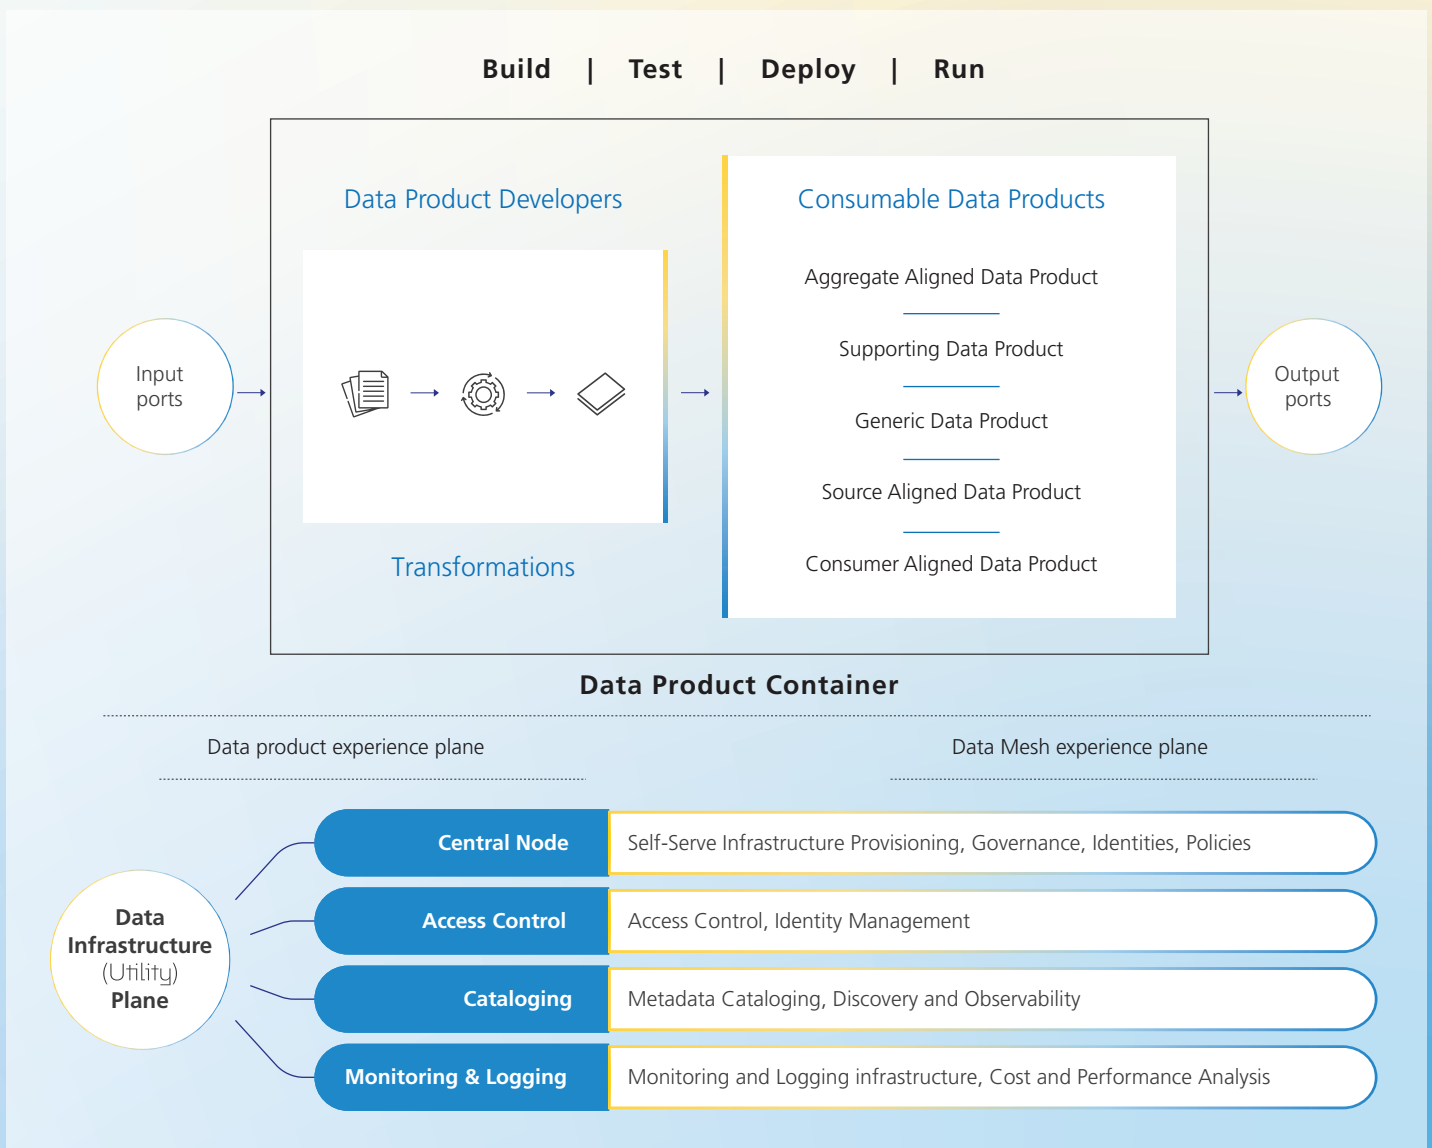 Build | Test | Deploy | Run
Data Product Developers
Transformations
Consumable Data Products
Aggregate Aligned Data Product
Supporting Data Product
Generic Data Product
Source Aligned Data Product
Consumer Aligned Data Product
Input
ports
Output
ports
Data Product Container
Data product experience plane
Data Mesh experience plane
Data
Infrastructure
(Utility)
Plane
Central Node
Self-Serve Infrastructure Provisioning, Governance, Identities, Policies
Access Control
Access Control, Identity Management
Cataloging
Metadata Cataloging, Discovery and Observability
Monitoring & Logging
Monitoring and Logging infrastructure, Cost and Performance Analysis